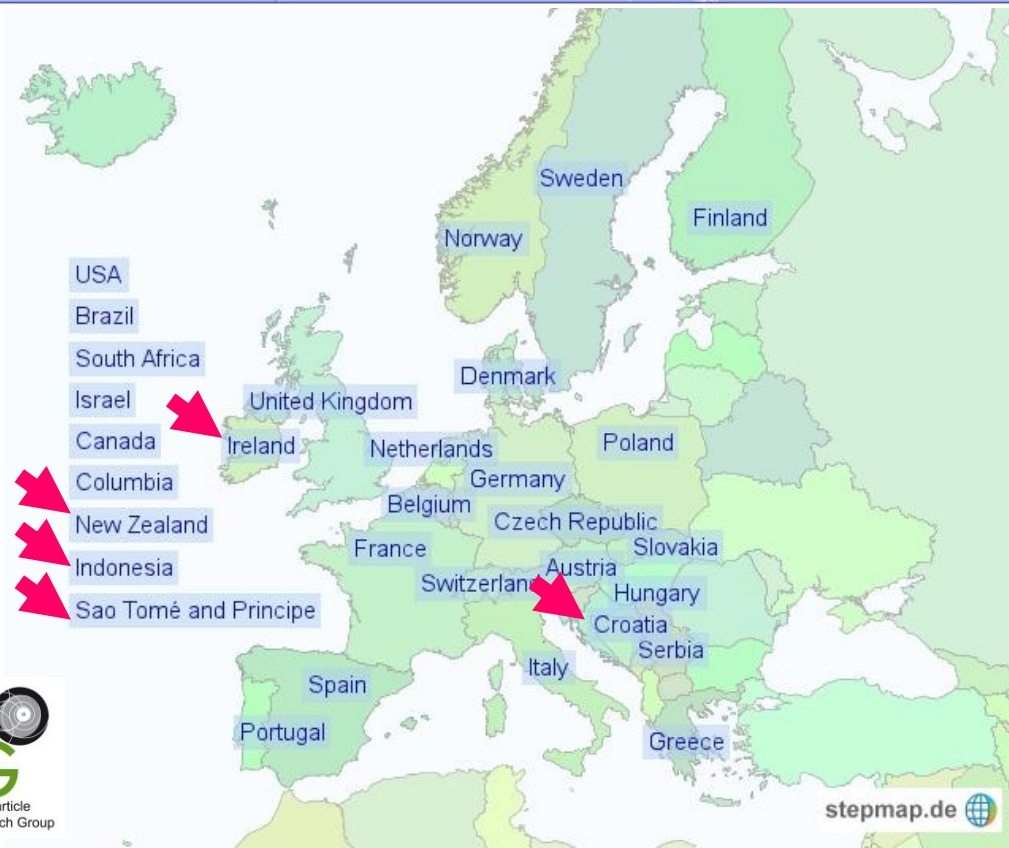 Sweden
Finland
Norway
USA
Brazil
South Africa
Israel
Canada
Columbia
New Zealand
Indonesia
Sao Tomé and Principe
Denmark
United Kingdom
Ireland
Netherlands
Poland
Germany
Belgium
Czech Republic
France
Slovakia
Austria
Switzerland
Hungary
Croatia
Serbia
Italy
Spain
Portugal
Greece
G
article
ch Group
stepmap.de